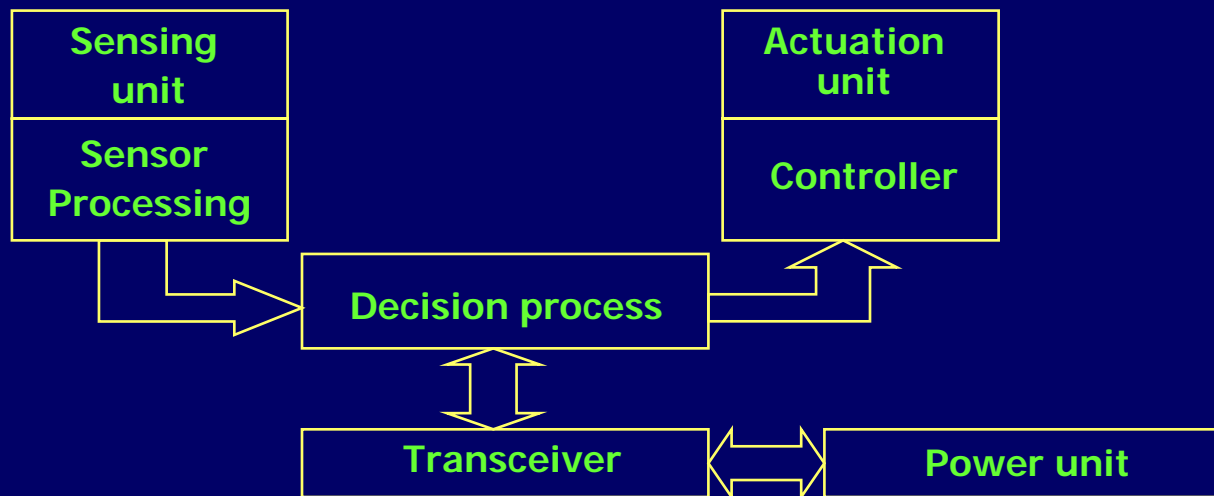 Sensing
unit
Sensor
Processing
Actuation
unit
Controller
Decision process
Transceiver
Power unit